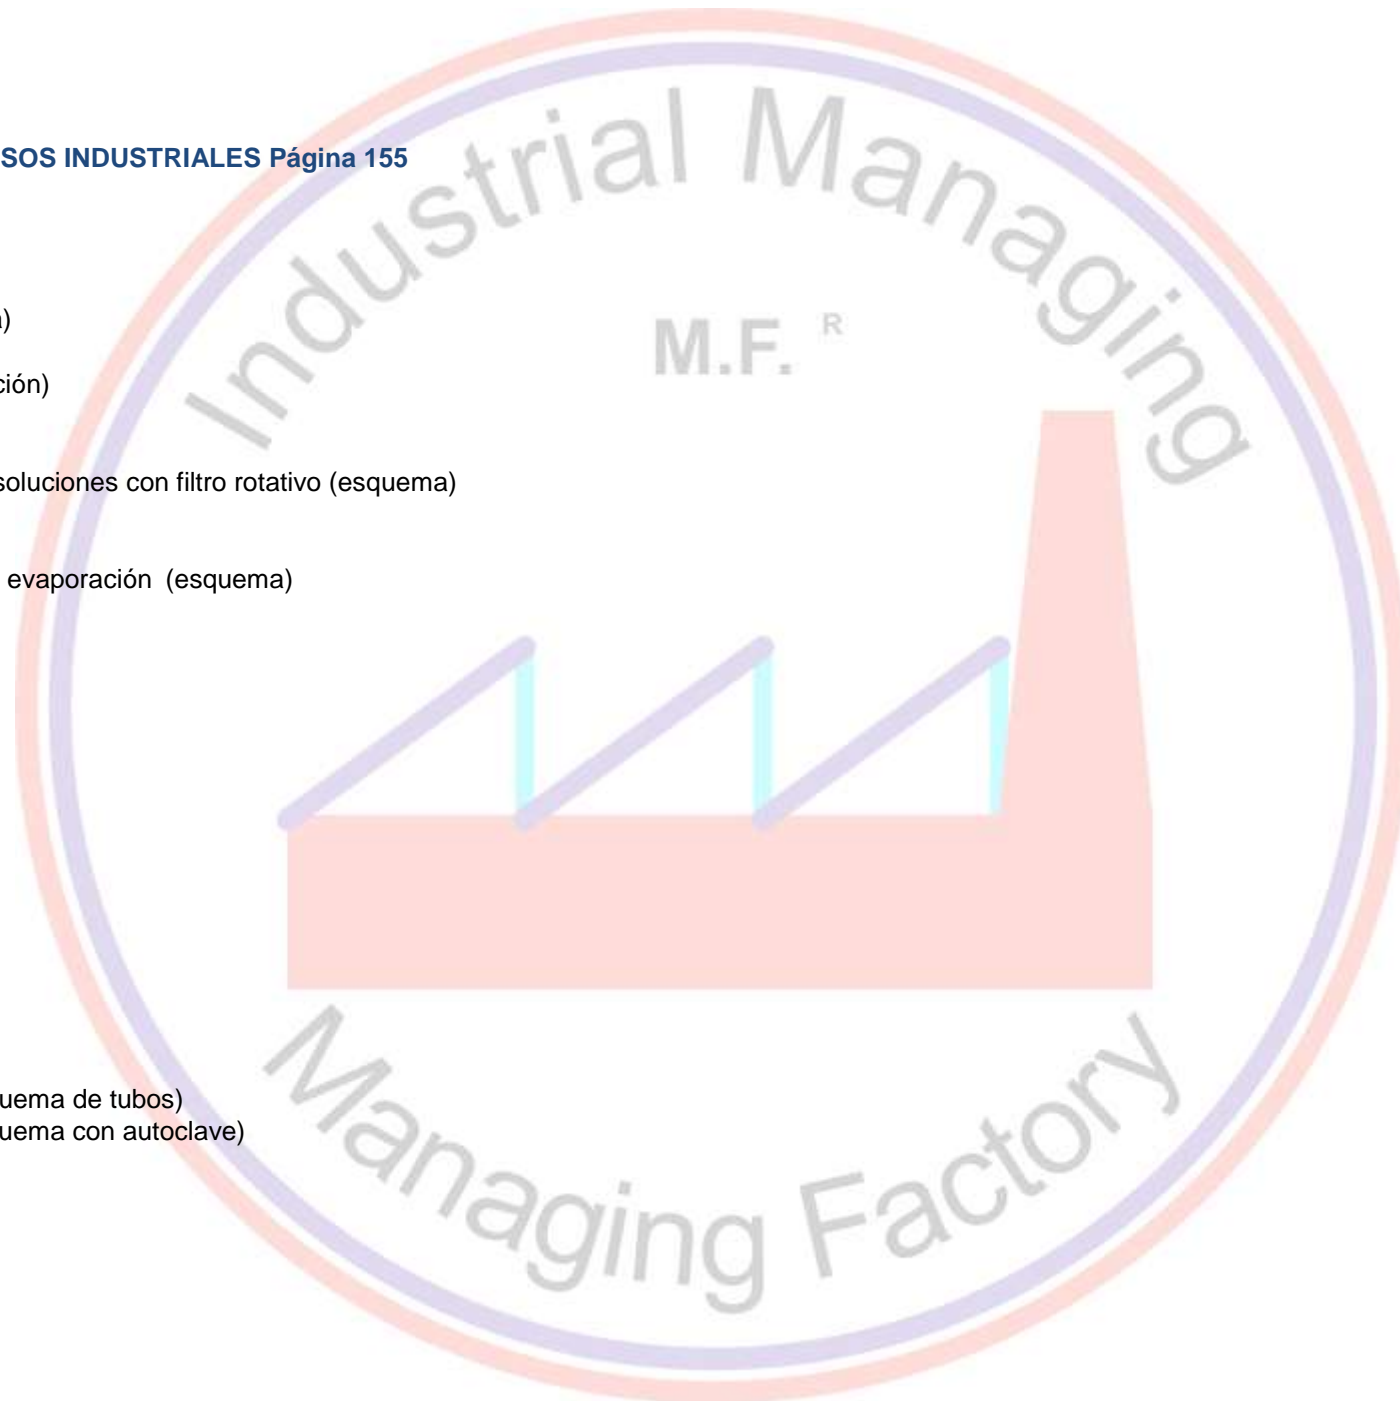 SOS INDUSTRIALES Página 155
Industrial Managing
M.F. R
a)
ción)
soluciones con filtro rotativo (esquema)
evaporación (esquema)
uema de tubos)
uema con autoclave)
Managing Factory